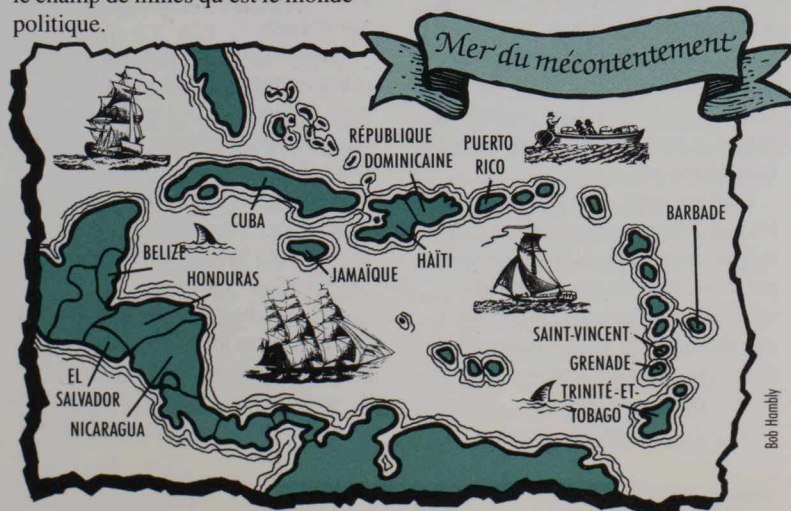 le champ de mines qu'est le monde
politique.
Mer du mécontentement
RÉPUBLIQUE
DOMINICAINE
PUERTO
RICO
CUBA
HAÏTI
JAMAÏQUE
BARBADE
BELIZE
HONDURAS
EL
SALVADOR
NICARAGUA
SAINT-VINCENT
GRENADE
TRINITÉ-ET-
TOBAGO
Bob Hambly